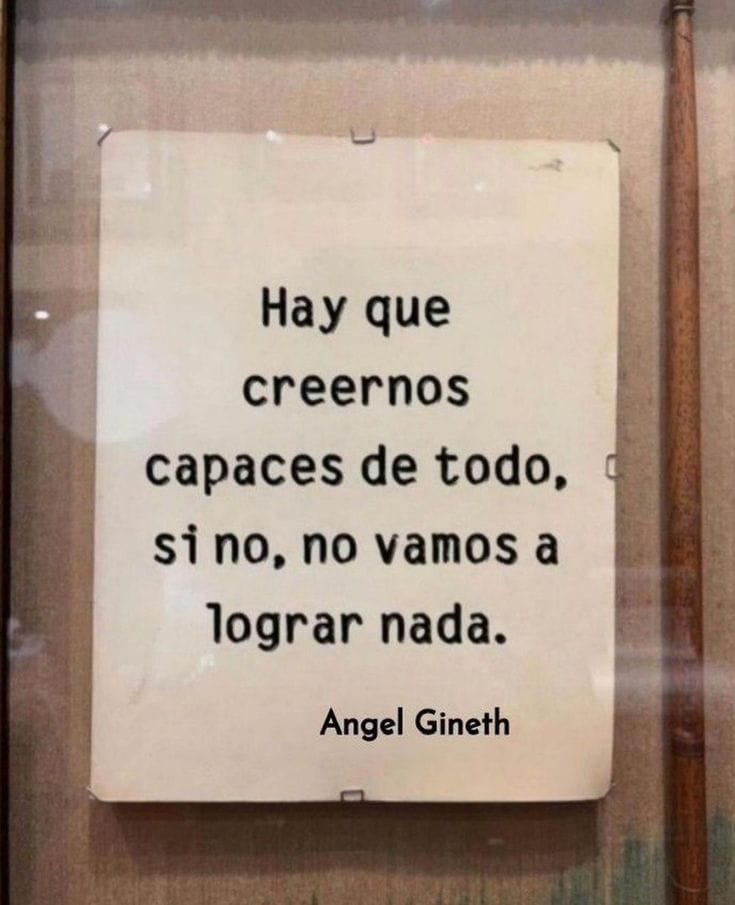 Hay que
creernos
capaces de todo,
si no, no vamos a
lograr nada.
Angel Gineth